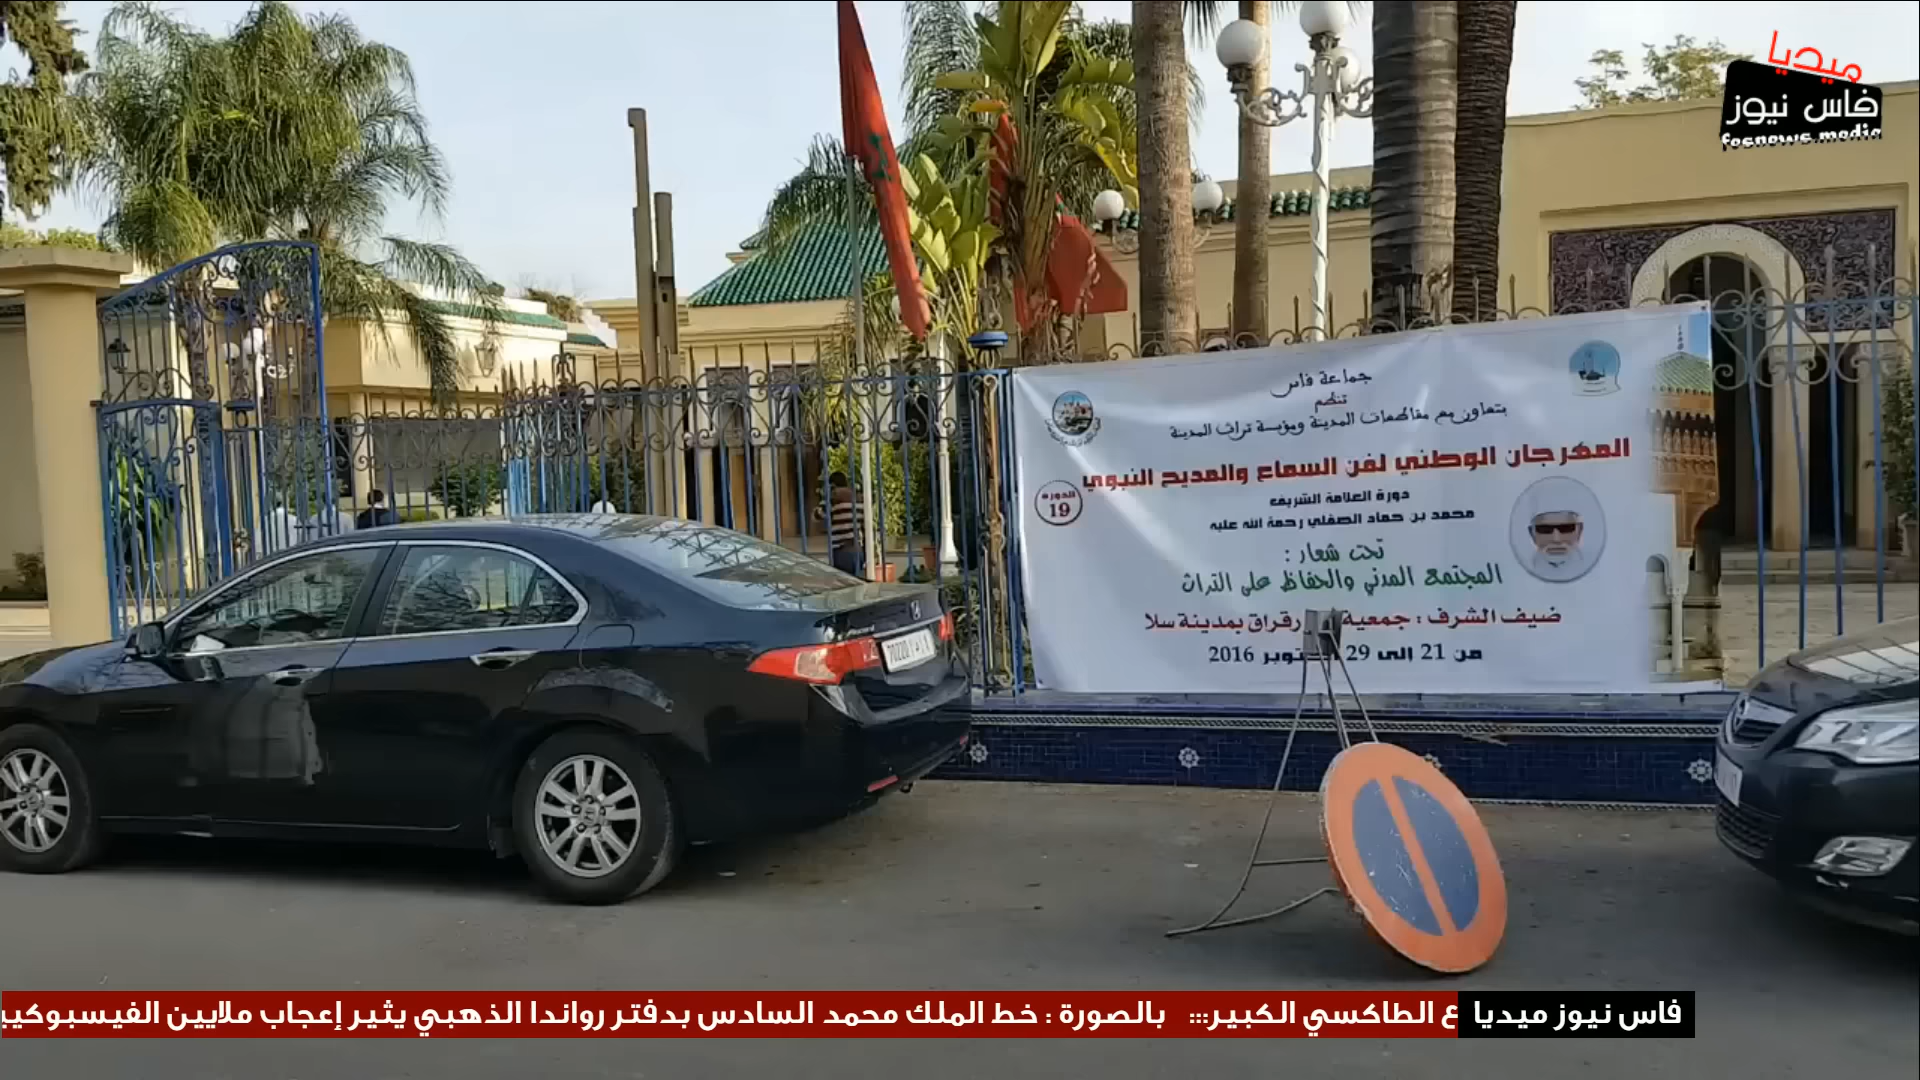 ميديا
فاس نيوز
fesnews.media
جماعة فاس
تنظم
بتعاون مع مقاطعات المدينة ومؤسسة تراث المدينة
المهرجان الوطني لفن السماع والمديح النبوي
الدورة
19
دورة العلامة الشريف
محمد بن حماد الصقلي رحمة الله عليه
تحت شعار :
المجتمع المدني والحفاظ على التراث
ضيف الشرف : جمعية رقراق بمدينة سلا
من 21 إلى 29 أكتوبر 2016
فاس نيوز ميديا
ع الطاكسي الكبير::: بالصورة : خط الملك محمد السادس بدفتر رواندا الذهبي يثير إعجاب ملايين الفيسبوكيي